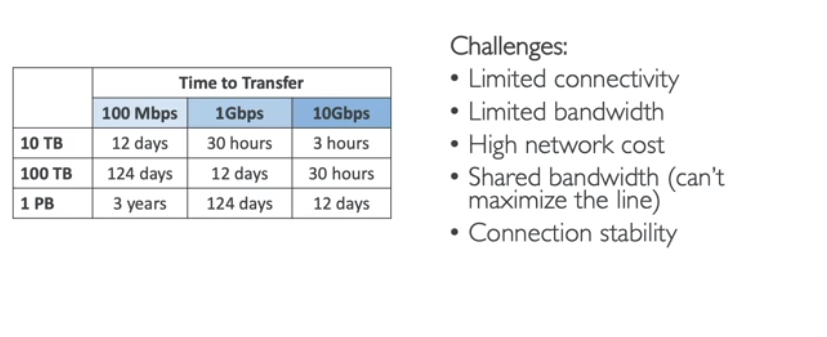 Time to Transfer
100 Mbps 1Gbps 10Gbps
10 TB 12 days 30 hours 3 hours
100 TB 124 days 12 days 30 hours
1 PB 3 years 124 days 12 days
Challenges:
• Limited connectivity
• Limited bandwidth
• High network cost
• Shared bandwidth (can't
maximize the line)
• Connection stability